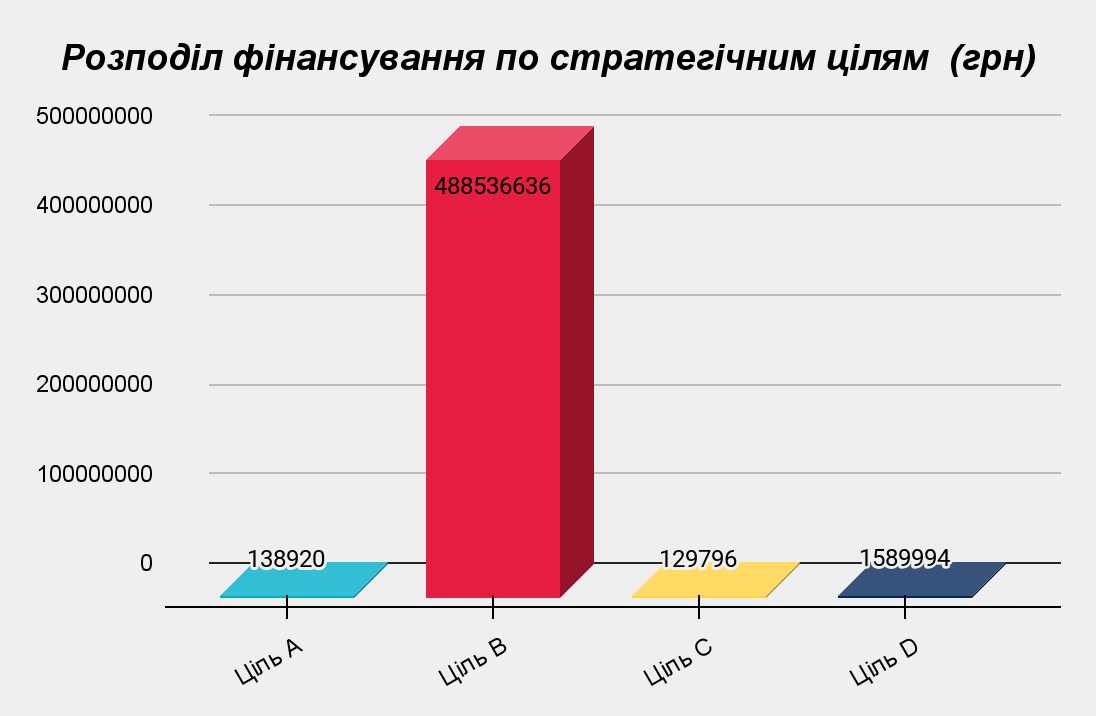 Розподіл фінансування по стратегічним цілям (грн)
500000000
400000000
300000000
200000000
100000000
0
138920
488536636
129796
1589994
Ціль A
Ціль B
Ціль C
Ціль D